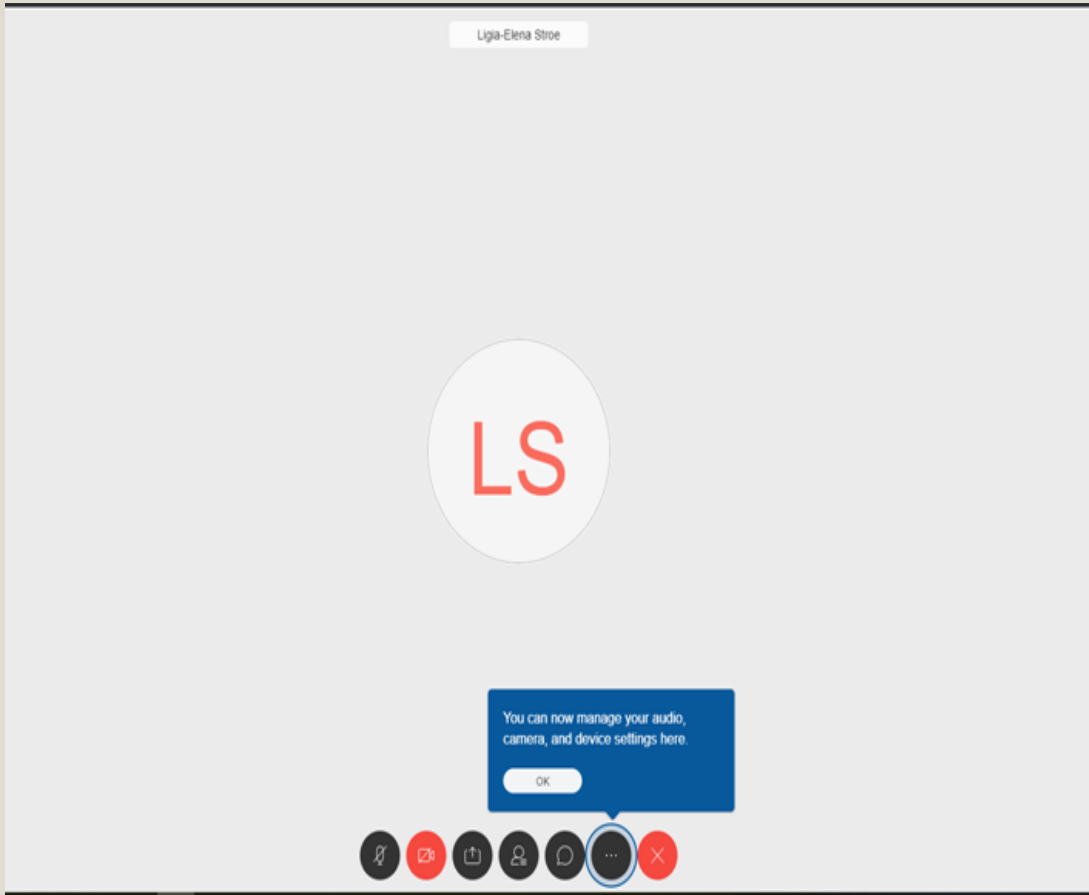 Ligia-Elena Stroe
LS
You can now manage your audio,
camera, and device settings here.
OK